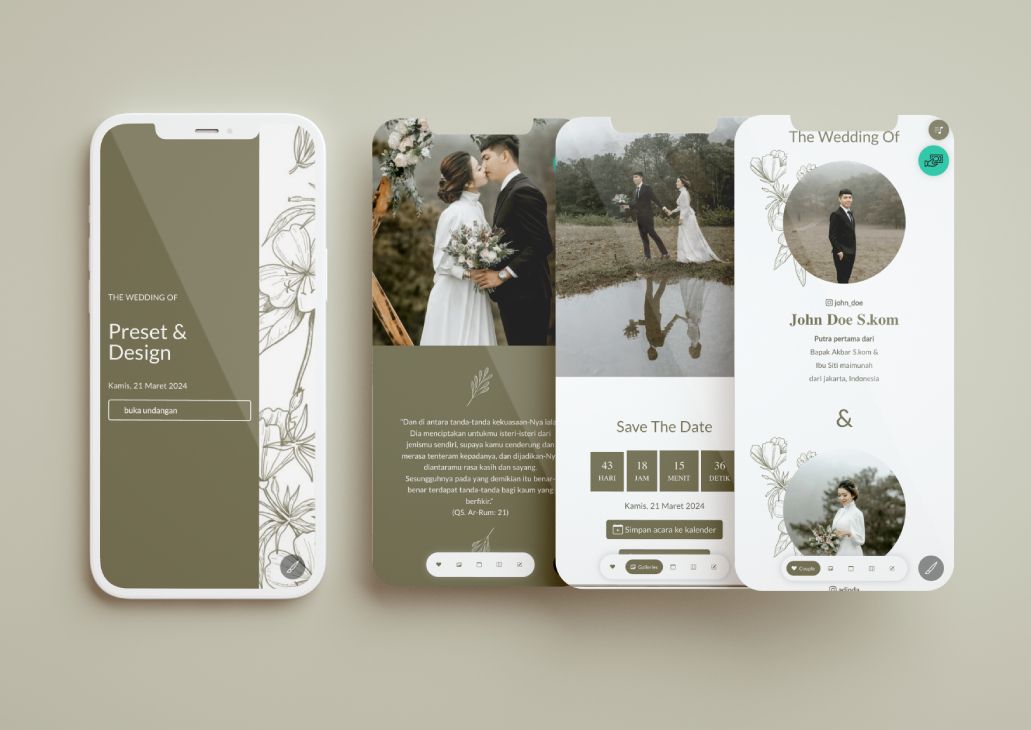 THE WEDDING OF
Preset &
Design
Kamis, 21 Maret 2024
buka undangan
"Dan di antara tanda-tanda kekuasaan-Nya iala
Dia menciptakan untukmu isteri-isteri dari
jenismu sendiri, supaya kamu cenderung dan
merasa tenteram kepadanya, dan dijadikan-Ny
diantaramu rasa kasih dan sayang.
Sesungguhnya pada yang demikian itu benar-
benar terdapat tanda-tanda bagi kaum yang
berfikir."
(QS. Ar-Rum: 21)
Save The Date
43 18 15 36
HARI JAM MENIT DETIK
Kamis, 21 Maret 2024
Simpan acara ke kalender
Galleries
The Wedding Of
john_doe
John Doe S.kom
Putra pertama dari
Bapak Akbar S.kom &
Ibu Siti maimunah
dari jakarta, Indonesia
&
Couple